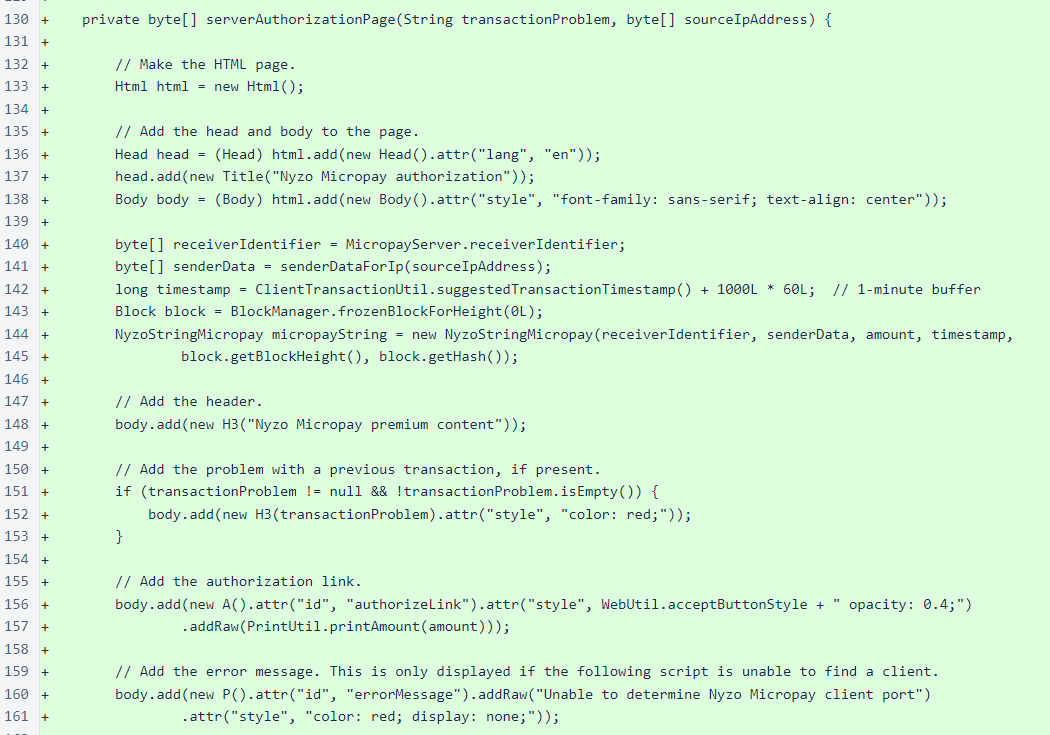 130 +    private byte[] serverAuthorizationPage(String transactionProblem, byte[] sourceIpAddress) {
131 +
132 +        // Make the HTML page.
133 +        Html html = new Html();
134 +
135 +        // Add the head and body to the page.
136 +        Head head = (Head) html.add(new Head().attr("lang", "en"));
137 +        head.add(new Title("Nyzo Micropay authorization"));
138 +        Body body = (Body) html.add(new Body().attr("style", "font-family: sans-serif; text-align: center"));
139 +
140 +        byte[] receiverIdentifier = MicropayServer.receiverIdentifier;
141 +        byte[] senderData = senderDataForIp(sourceIpAddress);
142 +        long timestamp = ClientTransactionUtil.suggestedTransactionTimestamp() + 1000L * 60L;  // 1-minute buffer
143 +        Block block = BlockManager.frozenBlockForHeight(0L);
144 +        NyzoStringMicropay micropayString = new NyzoStringMicropay(receiverIdentifier, senderData, amount, timestamp,
145 +                block.getBlockHeight(), block.getHash());
146 +
147 +        // Add the header.
148 +        body.add(new H3("Nyzo Micropay premium content"));
149 +
150 +        // Add the problem with a previous transaction, if present.
151 +        if (transactionProblem != null && !transactionProblem.isEmpty()) {
152 +            body.add(new H3(transactionProblem).attr("style", "color: red;"));
153 +        }
154 +
155 +        // Add the authorization link.
156 +        body.add(new A().attr("id", "authorizeLink").attr("style", WebUtil.acceptButtonStyle + " opacity: 0.4;")
157 +                .addRaw(PrintUtil.printAmount(amount)));
158 +
159 +        // Add the error message. This is only displayed if the following script is unable to find a client.
160 +        body.add(new P().attr("id", "errorMessage").addRaw("Unable to determine Nyzo Micropay client port")
161 +                .attr("style", "color: red; display: none;"));